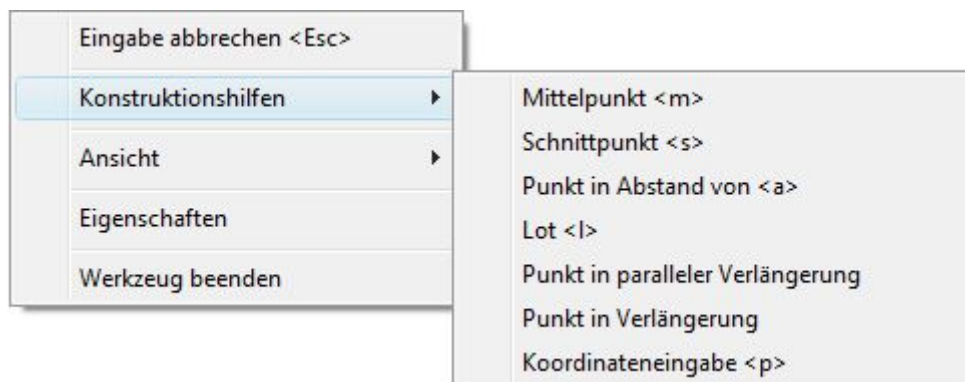 Eingabe abbrechen <Esc>
Konstruktionshilfen
Ansicht
Eigenschaften
Werkzeug beenden
Mittelpunkt <m>
Schnittpunkt <s>
Punkt in Abstand von <a>
Lot <l>
Punkt in paralleler Verlängerung
Punkt in Verlängerung
Koordinateneingabe <p>